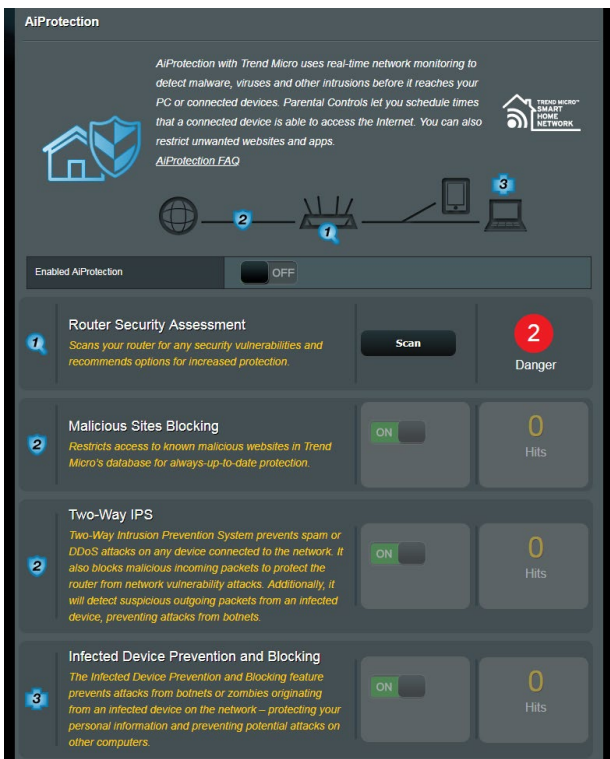 AiProtection
AiProtection with Trend Micro uses real-time network monitoring to
detect malware, viruses and other intrusions before it reaches your
PC or connected devices. Parental Controls let you schedule times
that a connected device is able to access the Internet. You can also
restrict unwanted websites and apps.
AiProtection FAQ
TREND MICRO™
SMART
HOME
NETWORK
3
2
1
Enabled AiProtection
OFF
1
Router Security Assessment
Scans your router for any security vulnerabilities and
recommends options for increased protection.
Scan
2
Danger
2
Malicious Sites Blocking
Restricts access to known malicious websites in Trend
Micro's database for always-up-to-date protection.
ON
0
Hits
2
Two-Way IPS
Two-Way Intrusion Prevention System prevents spam or
DDoS attacks on any device connected to the network. It
also blocks malicious incoming packets to protect the
router from network vulnerability attacks. Additionally, it
will detect suspicious outgoing packets from an infected
device, preventing attacks from botnets.
ON
0
Hits
3
Infected Device Prevention and Blocking
The Infected Device Prevention and Blocking feature
prevents attacks from botnets or zombies originating
from an infected device on the network – protecting your
personal information and preventing potential attacks on
other computers.
ON
0
Hits